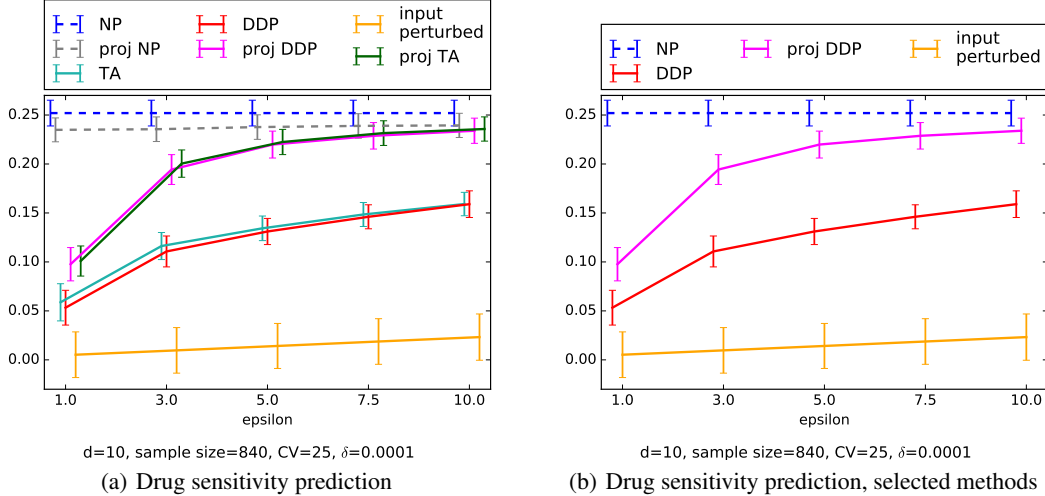 NP
proj NP
TA
DDP
proj DDP
input
perturbed
proj TA
0.25
0.20
0.15
0.10
0.05
0.00
1.0 3.0 5.0 7.5 10.0
epsilon
d=10, sample size=840, CV=25, δ=0.0001
(a) Drug sensitivity prediction
NP
DDP
proj DDP
input
perturbed
0.25
0.20
0.15
0.10
0.05
0.00
1.0 3.0 5.0 7.5 10.0
epsilon
d=10, sample size=840, CV=25, δ=0.0001
(b) Drug sensitivity prediction, selected methods